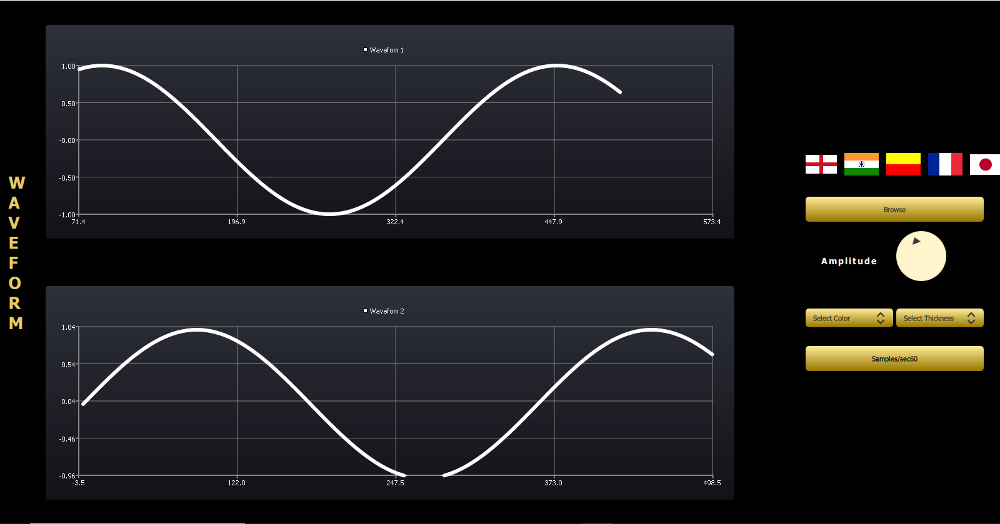 W
A
V
E
F
O
R
M
Wavefom 1
1.00
0.50
-0.00
-0.50
-1.00
71.4 196.9 322.4 447.9 573.4
Wavefom 2
1.04
0.54
0.04
-0.46
-0.96
-3.5 122.0 247.5 373.0 498.5
Browse
Amplitude
Select Color Select Thickness
Samples/sec60